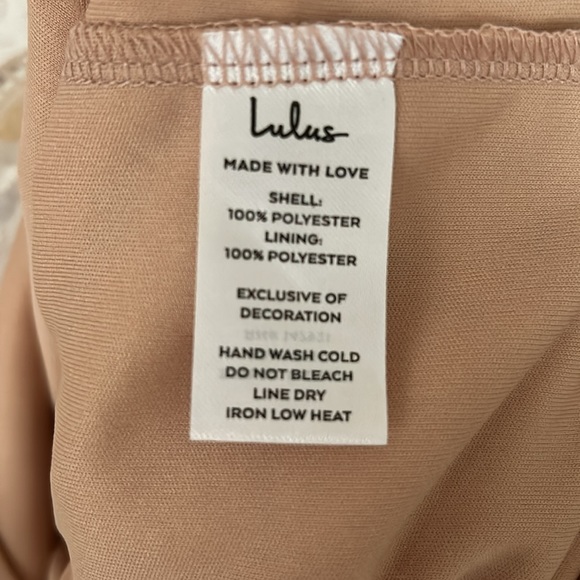 Lulus
MADE WITH LOVE
SHELL:
100% POLYESTER
LINING:
100% POLYESTER
EXCLUSIVE OF
DECORATION
HAND WASH COLD
DO NOT BLEACH
LINE DRY
IRON LOW HEAT